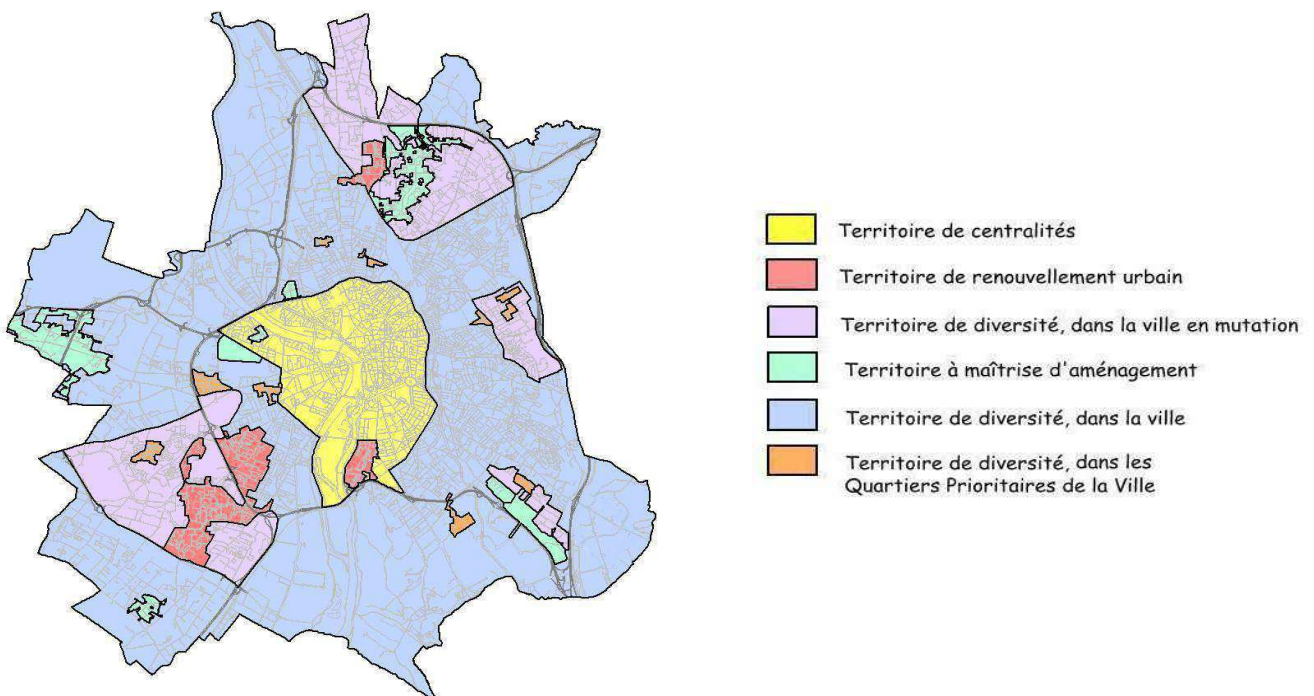 Territoire de centralités
Territoire de renouvellement urbain
Territoire de diversité, dans la ville en mutation
Territoire à maîtrise d'aménagement
Territoire de diversité, dans la ville
Territoire de diversité, dans les
Quartiers Prioritaires de la Ville